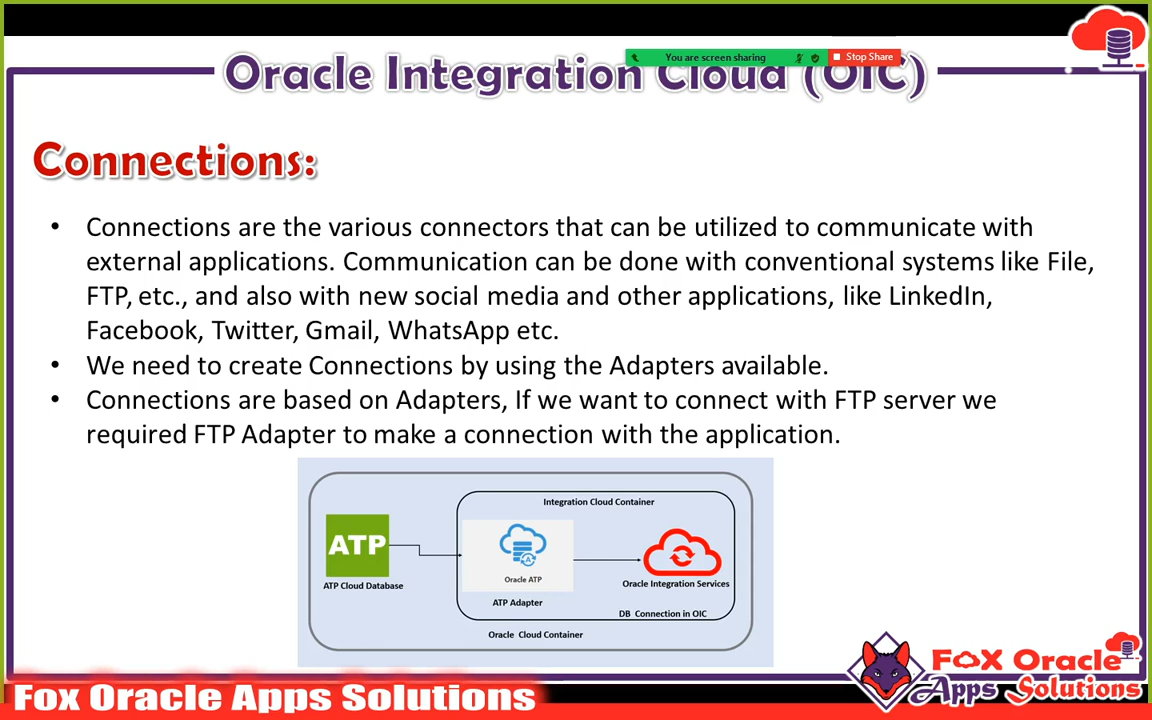 You are screen sharing
Stop Share
Oracle Integration Cloud (OIC)
Connections:
• Connections are the various connectors that can be utilized to communicate with
external applications. Communication can be done with conventional systems like File,
FTP, etc., and also with new social media and other applications, like LinkedIn,
Facebook, Twitter, Gmail, WhatsApp etc.
• We need to create Connections by using the Adapters available.
• Connections are based on Adapters, If we want to connect with FTP server we
required FTP Adapter to make a connection with the application.
Integration Cloud Container
ATP
A
Oracle ATP
ATP Cloud Database
Oracle Integration Services
ATP Adapter
DB Connection in OIC
Oracle Cloud Container
Fox Oracle
Apps Solutions
Fox Oracle Apps Solutions